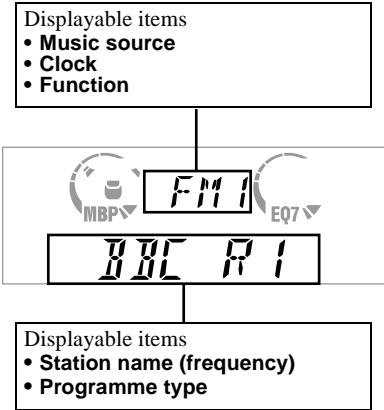 Displayable items
• Music source
• Clock
• Function
FM1
MBP
EQ7
BBC R1
Displayable items
• Station name (frequency)
• Programme type